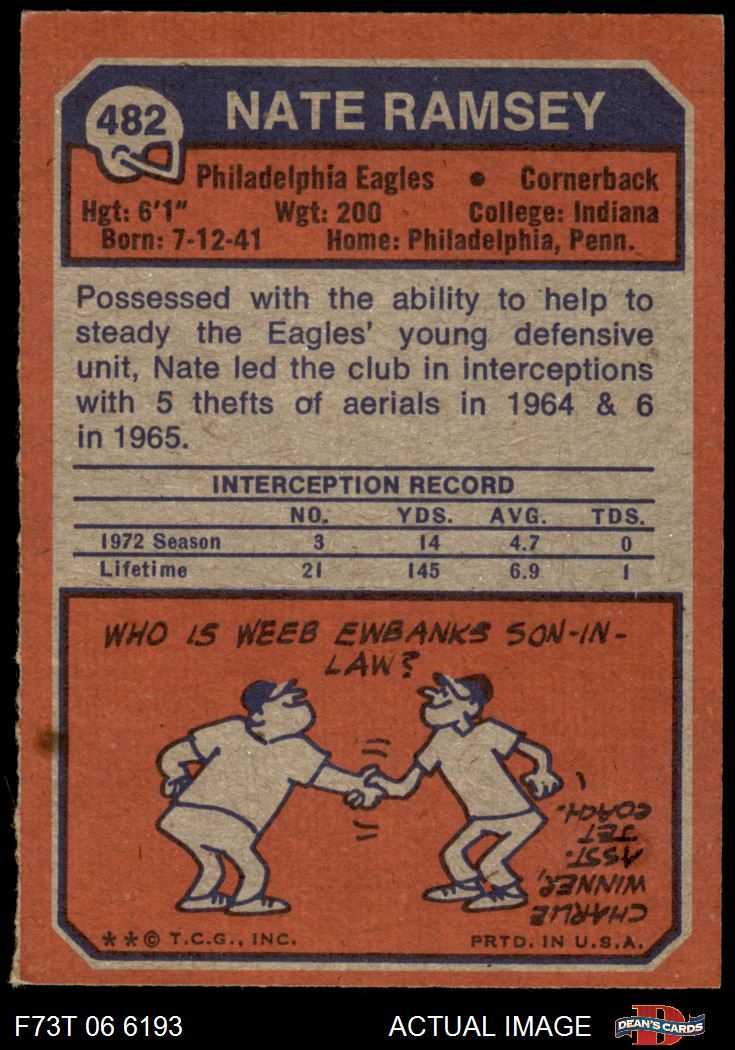 482
NATE RAMSEY
Philadelphia Eagles • Cornerback
Hgt: 6'1" Wgt: 200 College: Indiana
Born: 7-12-41 Home: Philadelphia, Penn.
Possessed with the ability to help to
steady the Eagles' young defensive
unit, Nate led the club in interceptions
with 5 thefts of aerials in 1964 & 6
in 1965.
INTERCEPTION RECORD
NO. YDS. AVG. TDS.
1972 Season 3 14 4.7 0
Lifetime 21 145 6.9 1
WHO IS WEEB EWBANKS SON-IN-
LAW?
CHARLIE
WINNER,
ASST.
JET
COACH.
**© T.C.G., INC. PRTD. IN U.S.A.
F73T 06 6193 ACTUAL IMAGE
D
DEAN'S CARDS